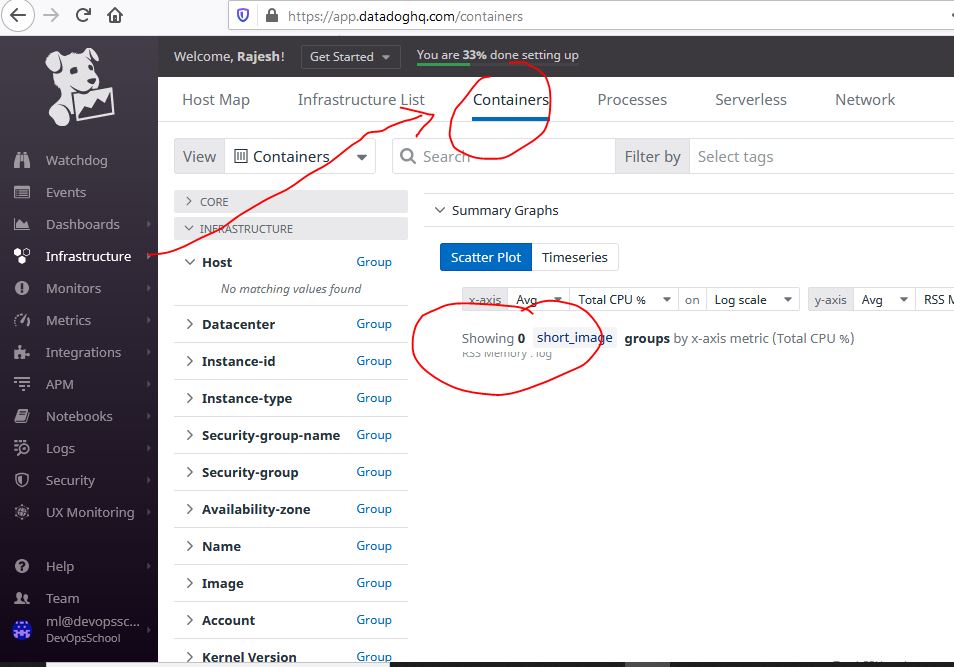 https://app.datadoghq.com/containers
Welcome, Rajesh!
Get Started
You are 33% done setting up
Host Map
Infrastructure List
Containers
Processes
Serverless
Network
Watchdog
Events
Dashboards
Infrastructure
Monitors
Metrics
Integrations
APM
Notebooks
Logs
Security
UX Monitoring
Help
Team
ml@devopssc...
DevOpsSchool
View
Containers
Search
Filter by
Select tags
CORE
INFRASTRUCTURE
Host Group
No matching values found
Datacenter Group
Instance-id Group
Instance-type Group
Security-group-name Group
Security-group Group
Availability-zone Group
Name Group
Image Group
Account Group
Kernel Version Group
Summary Graphs
Scatter Plot Timeseries
x-axis Avg Total CPU % on Log scale y-axis Avg RSS M
Showing 0 short_image groups by x-axis metric (Total CPU %)
RSS Memory : log